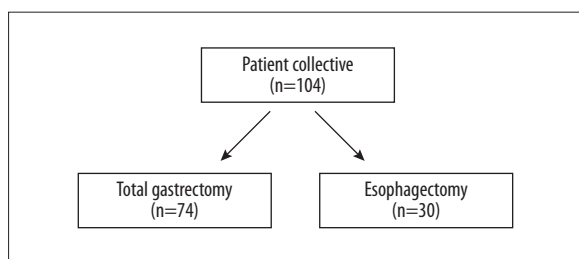 Patient collective
(n=104)
Total gastrectomy
(n=74)
Esophagectomy
(n=30)